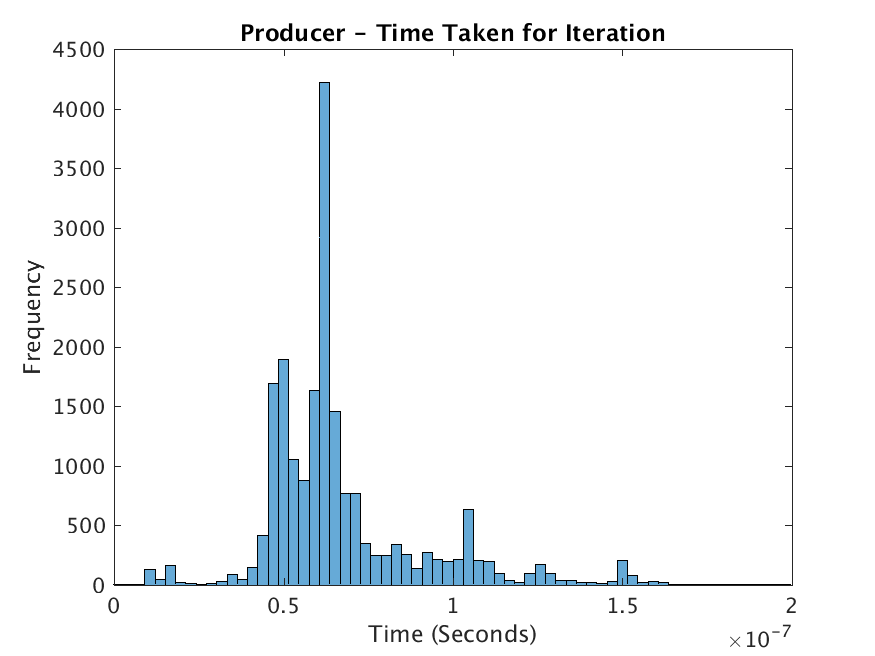 Producer - Time Taken for Iteration
4500
4000
3500
3000
2500
2000
1500
1000
500
0
Frequency
0 0.5 1 1.5 2
Time (Seconds)
×10⁻⁷